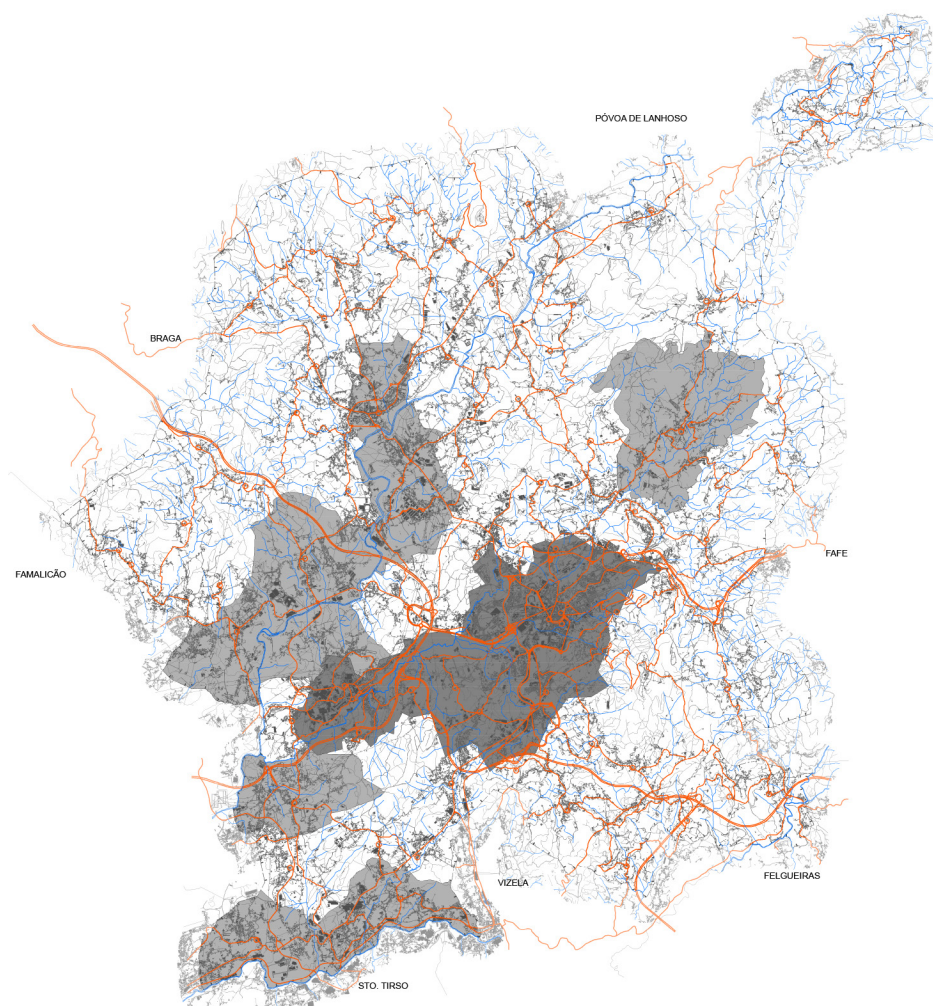 PÓVOA DE LANHOSO
BRAGA
FAFE
FAMALICÃO
FELGUEIRAS
VIZELA
STO. TIRSO